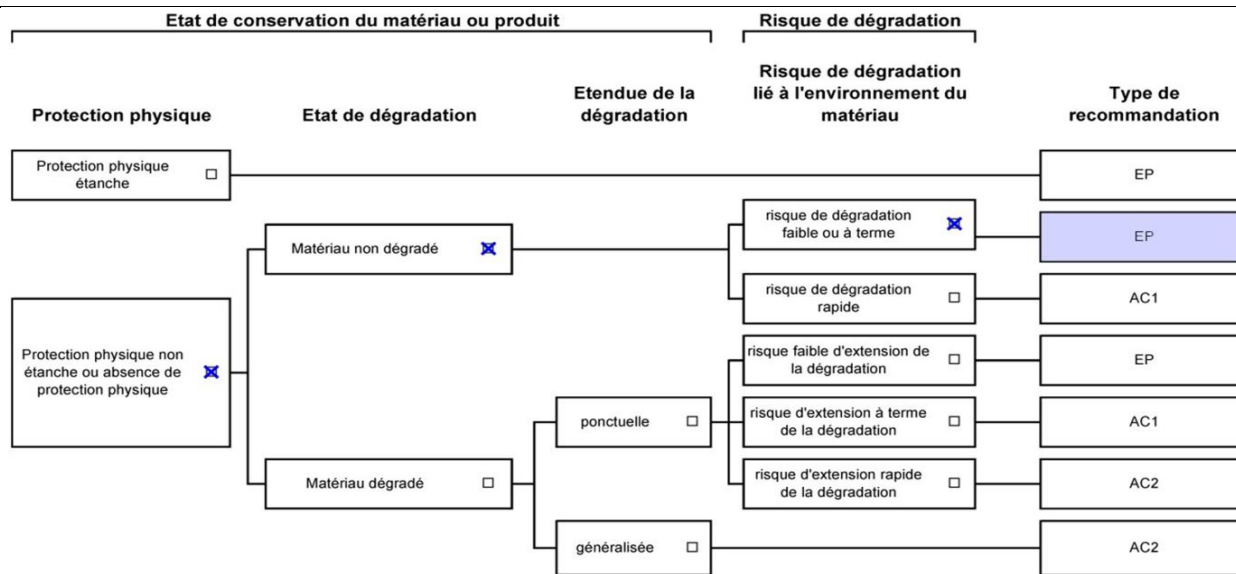 Etat de conservation du matériau ou produit
Risque de dégradation
Protection physique
Etat de dégradation
Etendue de la
dégradation
Risque de dégradation
lié à l'environnement du
matériau
Type de
recommandation
Protection physique
étanche
EP
risque de dégradation
faible ou à terme
EP
Matériau non dégradé
risque de dégradation
rapide
AC1
Protection physique non
étanche ou absence de
protection physique
risque faible d'extension de
la dégradation
EP
ponctuelle
risque d'extension à terme
de la dégradation
AC1
Matériau dégradé
risque d'extension rapide
de la dégradation
AC2
généralisée
AC2